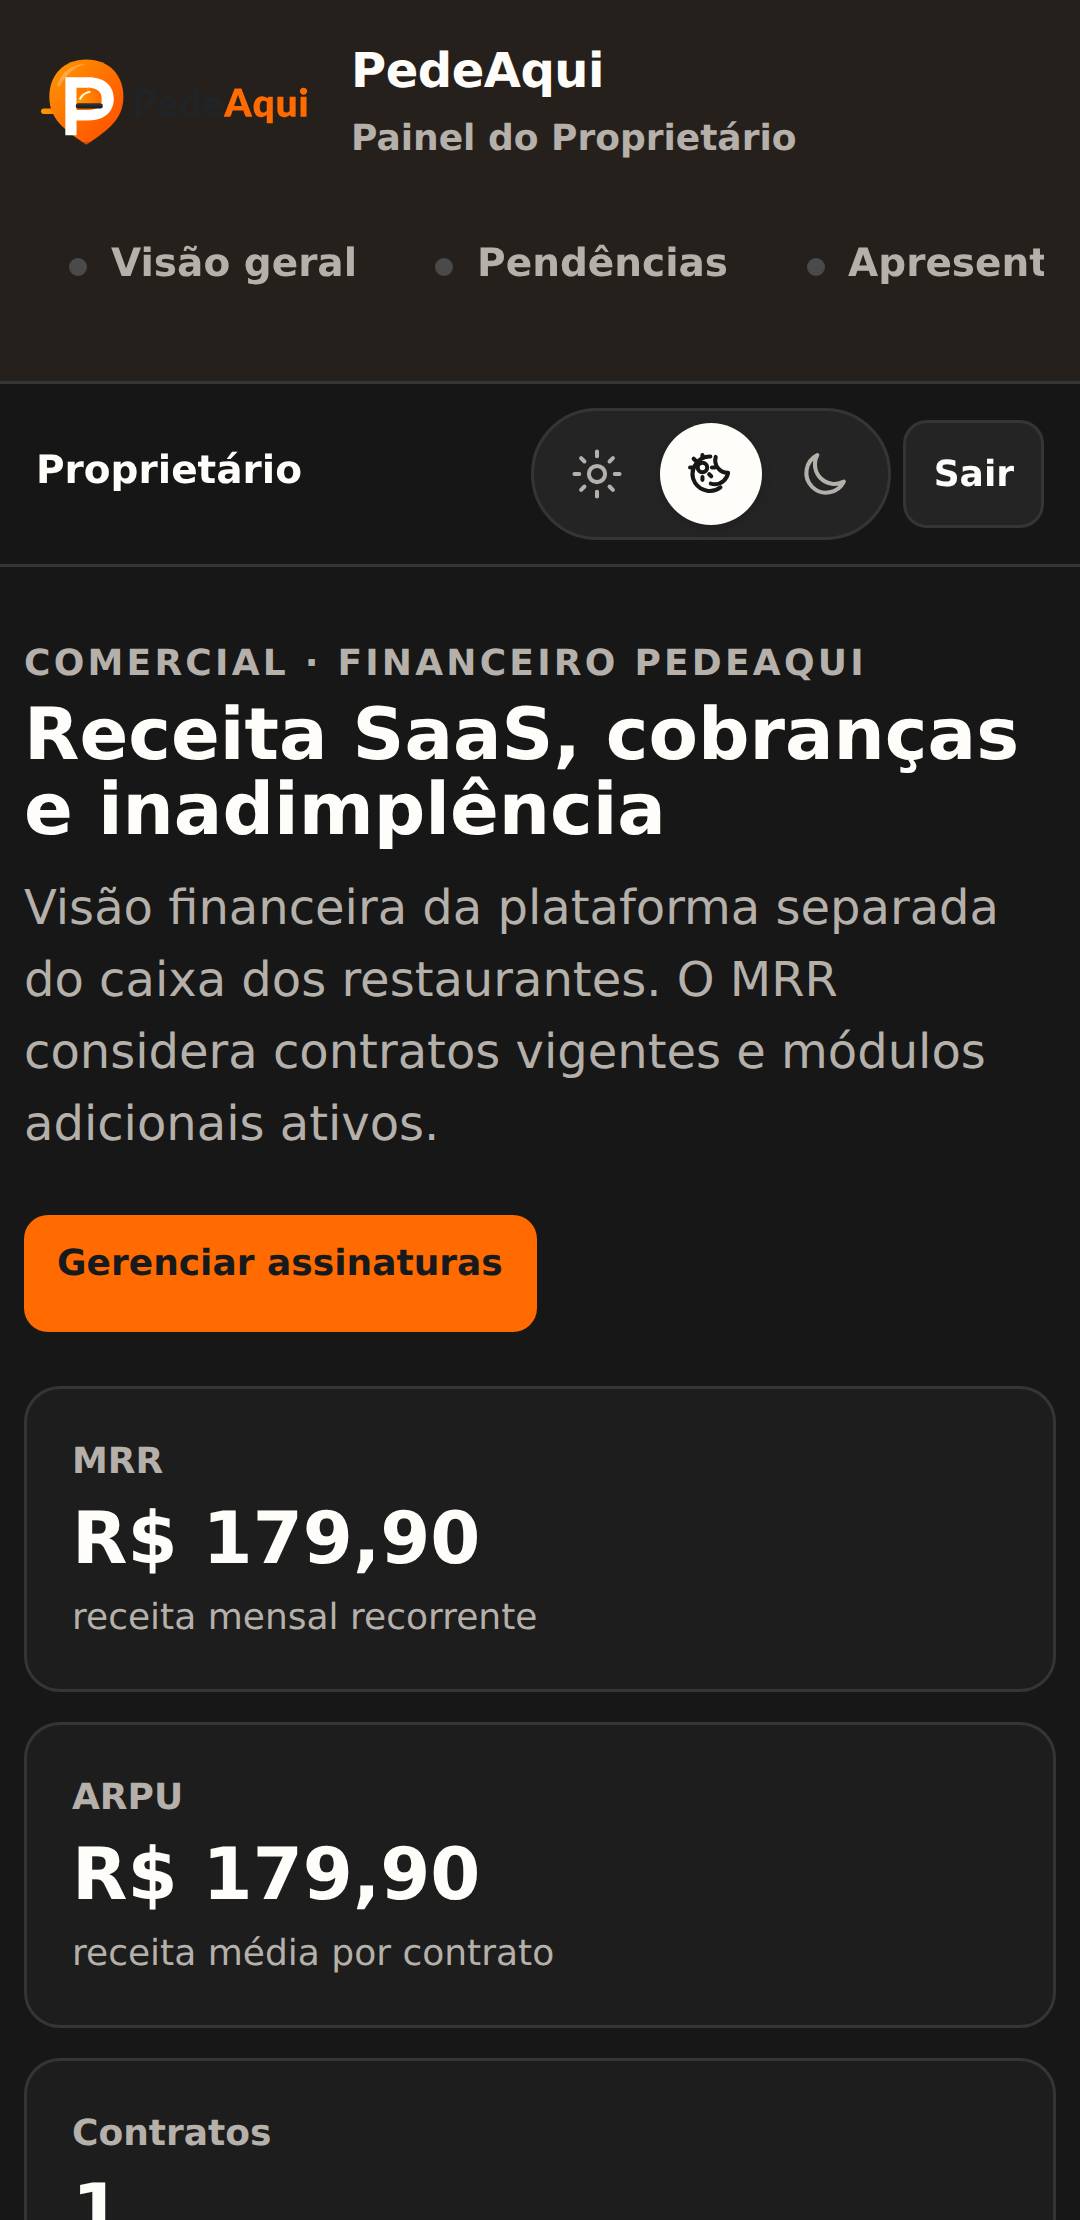 PedeAqui
PedeAqui
Painel do Proprietário
Visão geral
Pendências
Apresent
Proprietário
Sair
COMERCIAL · FINANCEIRO PEDEAQUI
Receita SaaS, cobranças
e inadimplência
Visão financeira da plataforma separada
do caixa dos restaurantes. O MRR
considera contratos vigentes e módulos
adicionais ativos.
Gerenciar assinaturas
MRR
R$ 179,90
receita mensal recorrente
ARPU
R$ 179,90
receita média por contrato
Contratos
1